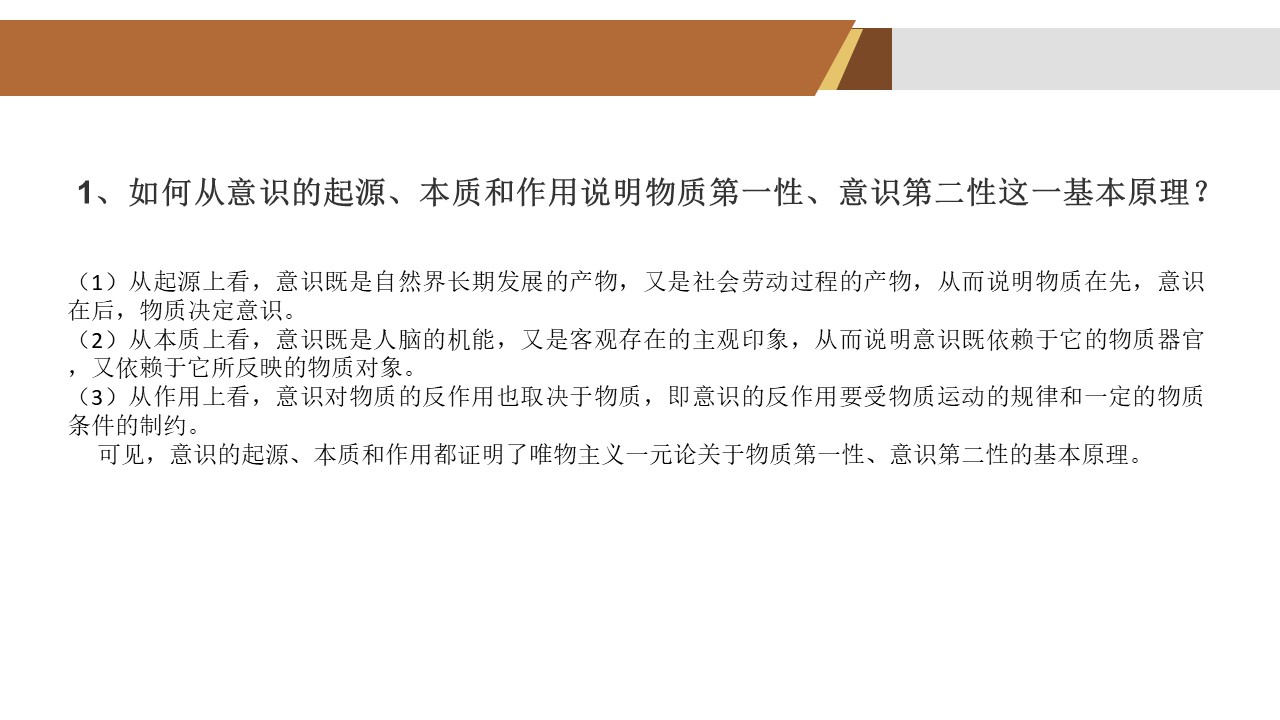 1、如何从意识的起源、本质和作用说明物质第一性、意识第二性这一基本原理？
（1）从起源上看，意识既是自然界长期发展的产物，又是社会劳动过程的产物，从而说明物质在先，意识
在后，物质决定意识。
（2）从本质上看，意识既是人脑的机能，又是客观存在的主观印象，从而说明意识既依赖于它的物质器官
，又依赖于它所反映的物质对象。
（3）从作用上看，意识对物质的反作用也取决于物质，即意识的反作用要受物质运动的规律和一定的物质
条件的制约。
可见，意识的起源、本质和作用都证明了唯物主义一元论关于物质第一性、意识第二性的基本原理。